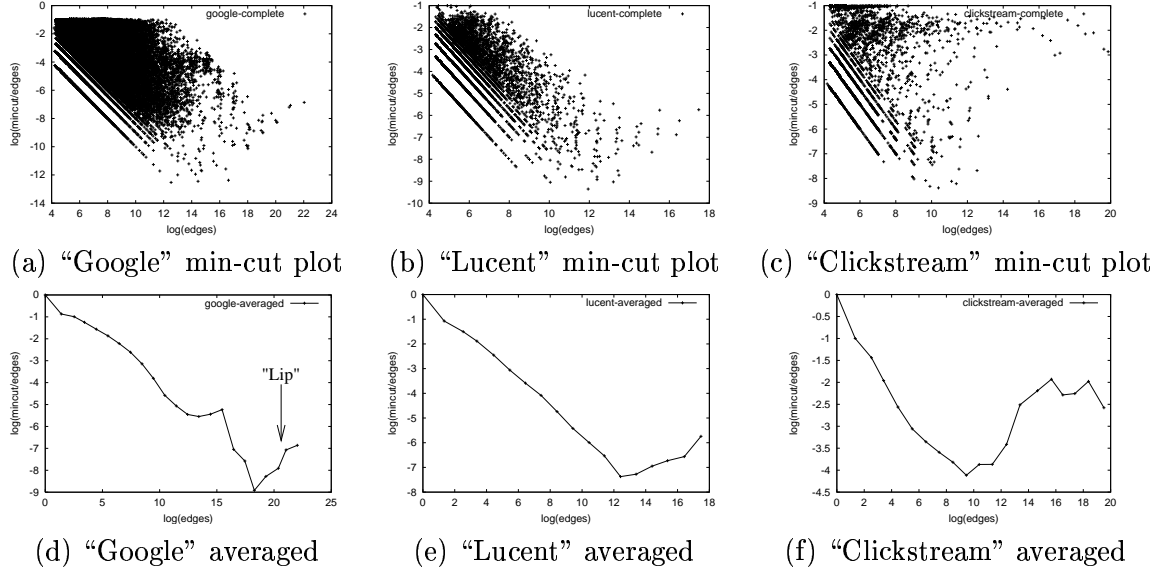 google-complete
0
-2
-4
-6
-8
-10
-12
-14
log(mincut/edges)
4 6 8 10 12 14 16 18 20 22 24
log(edges)
(a) “Google” min-cut plot
lucent-complete
-1
-2
-3
-4
-5
-6
-7
-8
-9
-10
log(mincut/edges)
4 6 8 10 12 14 16 18
log(edges)
(b) “Lucent” min-cut plot
clickstream-complete
-1
-2
-3
-4
-5
-6
-7
-8
-9
log(mincut/edges)
4 6 8 10 12 14 16 18 20
log(edges)
(c) “Clickstream” min-cut plot
google-averaged
"Lip"
0
-1
-2
-3
-4
-5
-6
-7
-8
-9
log(mincut/edges)
0 5 10 15 20 25
log(edges)
(d) “Google” averaged
lucent-averaged
0
-1
-2
-3
-4
-5
-6
-7
-8
log(mincut/edges)
0 2 4 6 8 10 12 14 16 18
log(edges)
(e) “Lucent” averaged
clickstream-averaged
0
-0.5
-1
-1.5
-2
-2.5
-3
-3.5
-4
-4.5
log(mincut/edges)
0 2 4 6 8 10 12 14 16 18 20
log(edges)
(f) “Clickstream” averaged